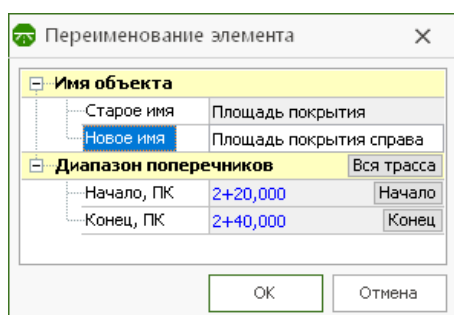 Переименование элемента
Имя объекта
Старое имя Площадь покрытия
Новое имя Площадь покрытия справа
Диапазон поперечников Вся трасса
Начало, ПК 2+20,000 Начало
Конец, ПК 2+40,000 Конец
ОК Отмена